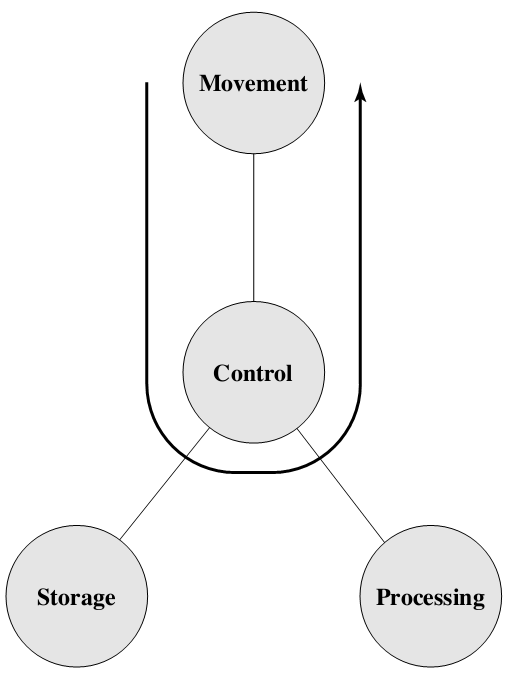 Movement
Control
Storage
Processing